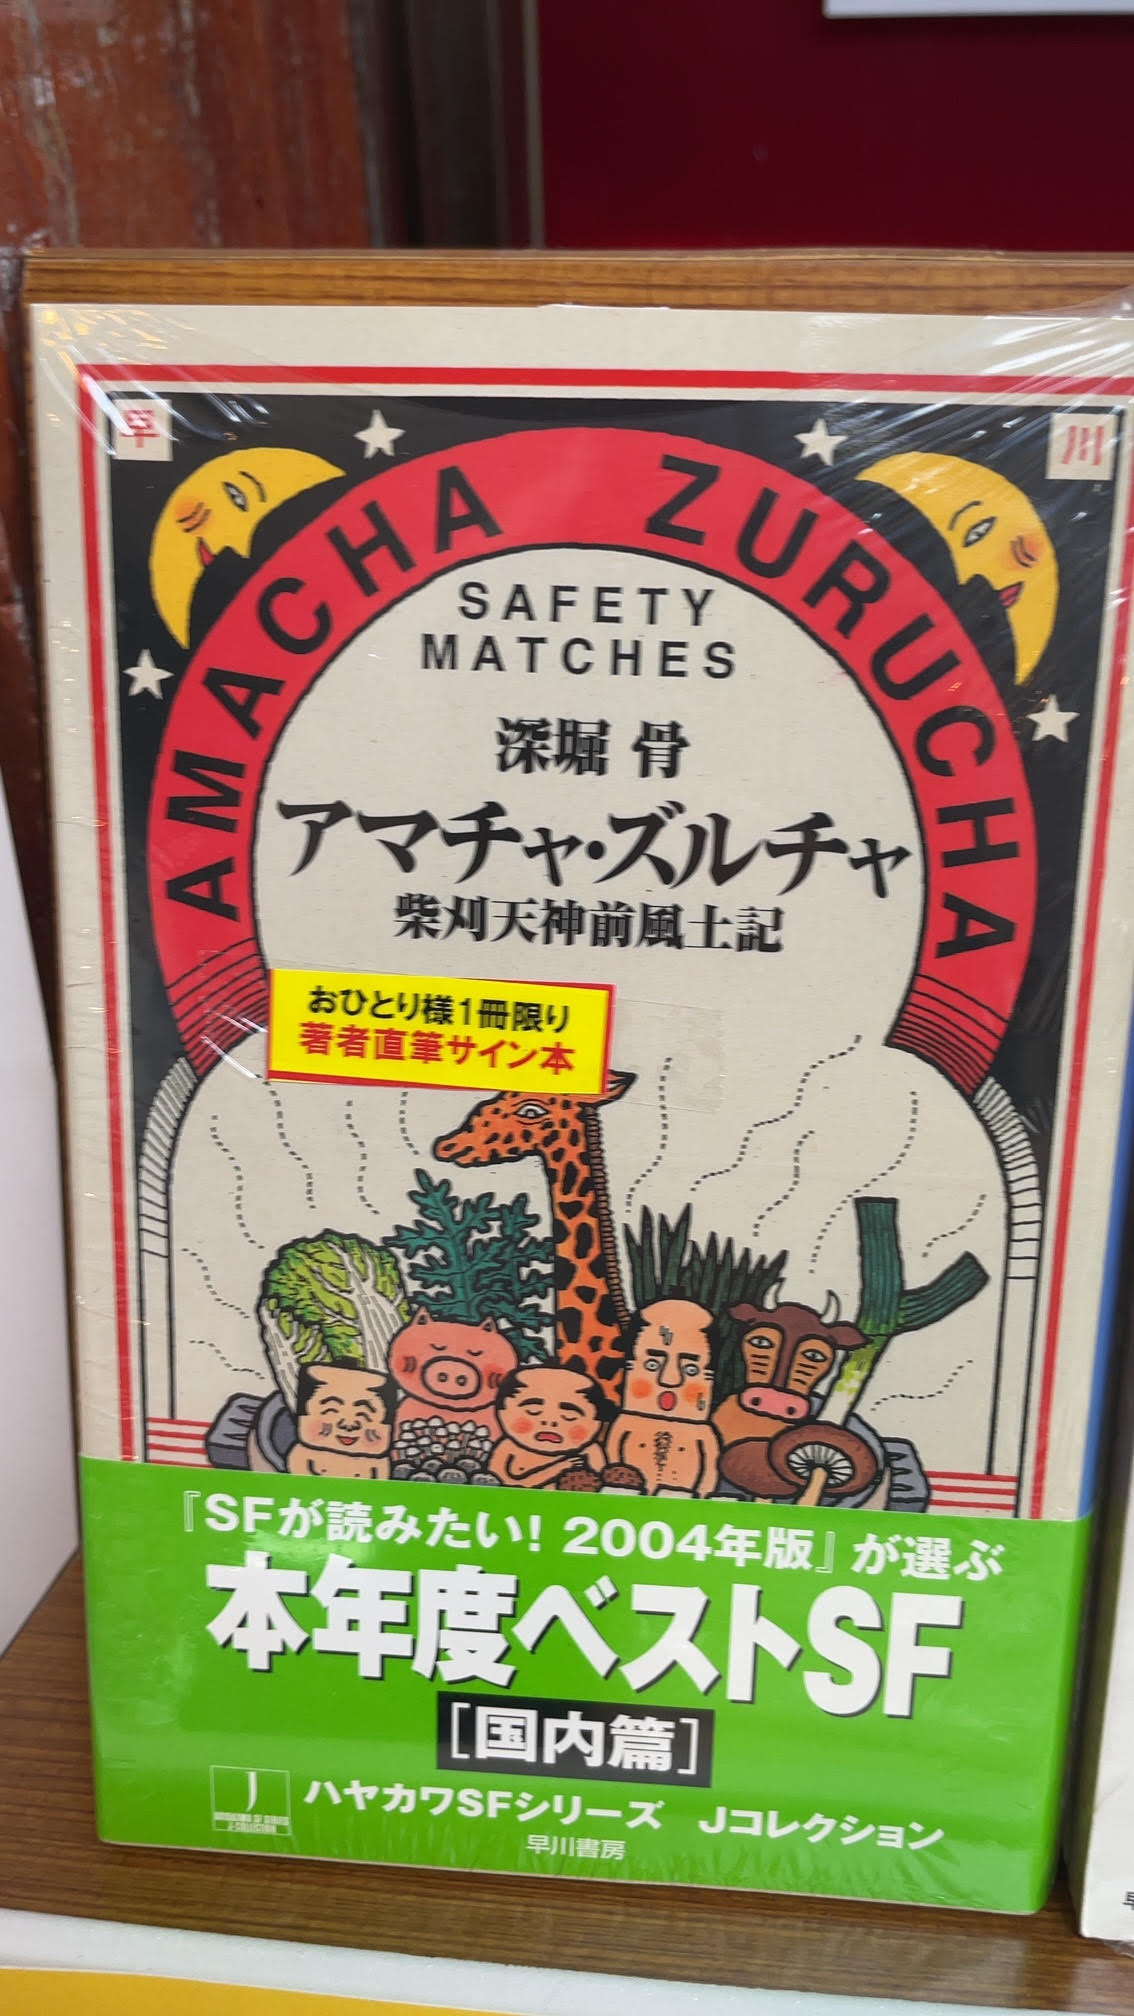 早 川
AMACHA ZURUCHA
SAFETY
MATCHES
深堀 骨
アマチャ・ズルチャ
柴刈天神前風土記
おひとり様1冊限り
著者直筆サイン本
『SFが読みたい! 2004年版』が選ぶ
本年度ベストSF
[国内篇]
J
ハヤカワSFシリーズ Jコレクション
早川書房